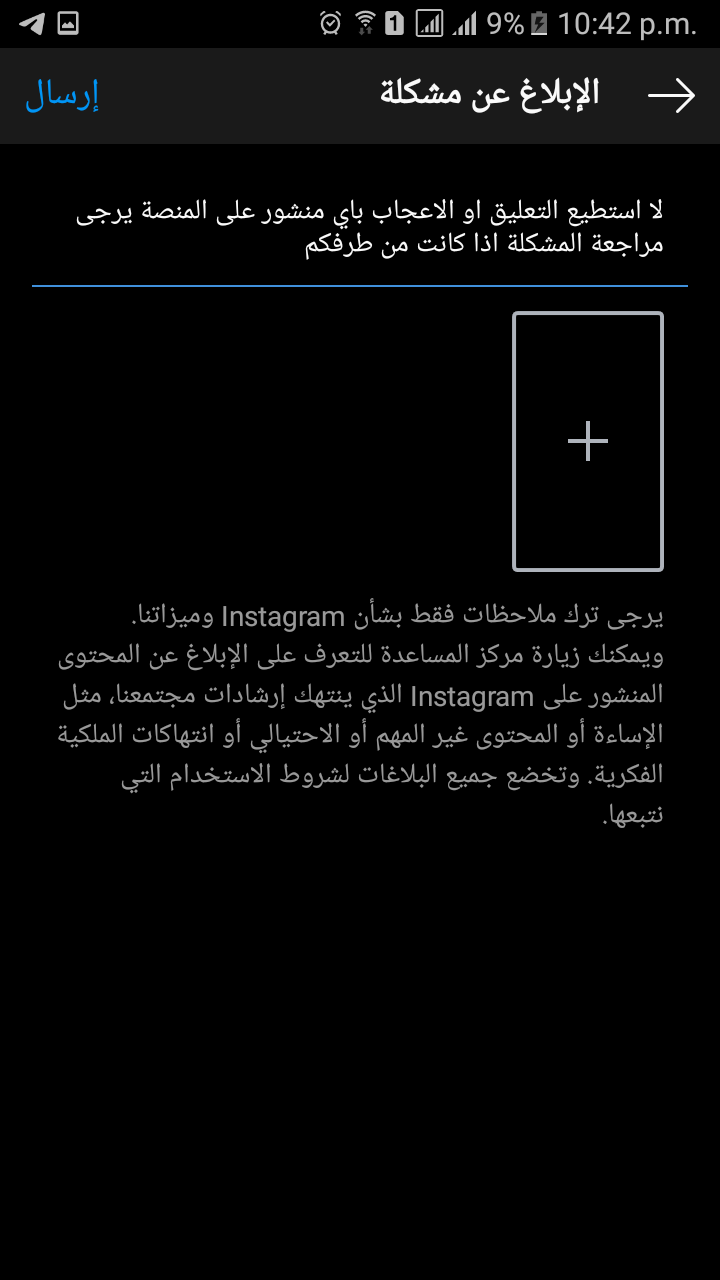 9% 10:42 p.m.
الإبلاغ عن مشكلة
إرسال
لا استطيع التعليق او الاعجاب باي منشور على المنصة يرجى
مراجعة المشكلة اذا كانت من طرفكم
يرجى ترك ملاحظات فقط بشأن Instagram وميزاتنا.
ويمكنك زيارة مركز المساعدة للتعرف على الإبلاغ عن المحتوى
المنشور على Instagram الذي ينتهك إرشادات مجتمعنا، مثل
الإساءة أو المحتوى غير المهم أو الاحتيالي أو انتهاكات الملكية
الفكرية. وتخضع جميع البلاغات لشروط الاستخدام التي
نتبعها.